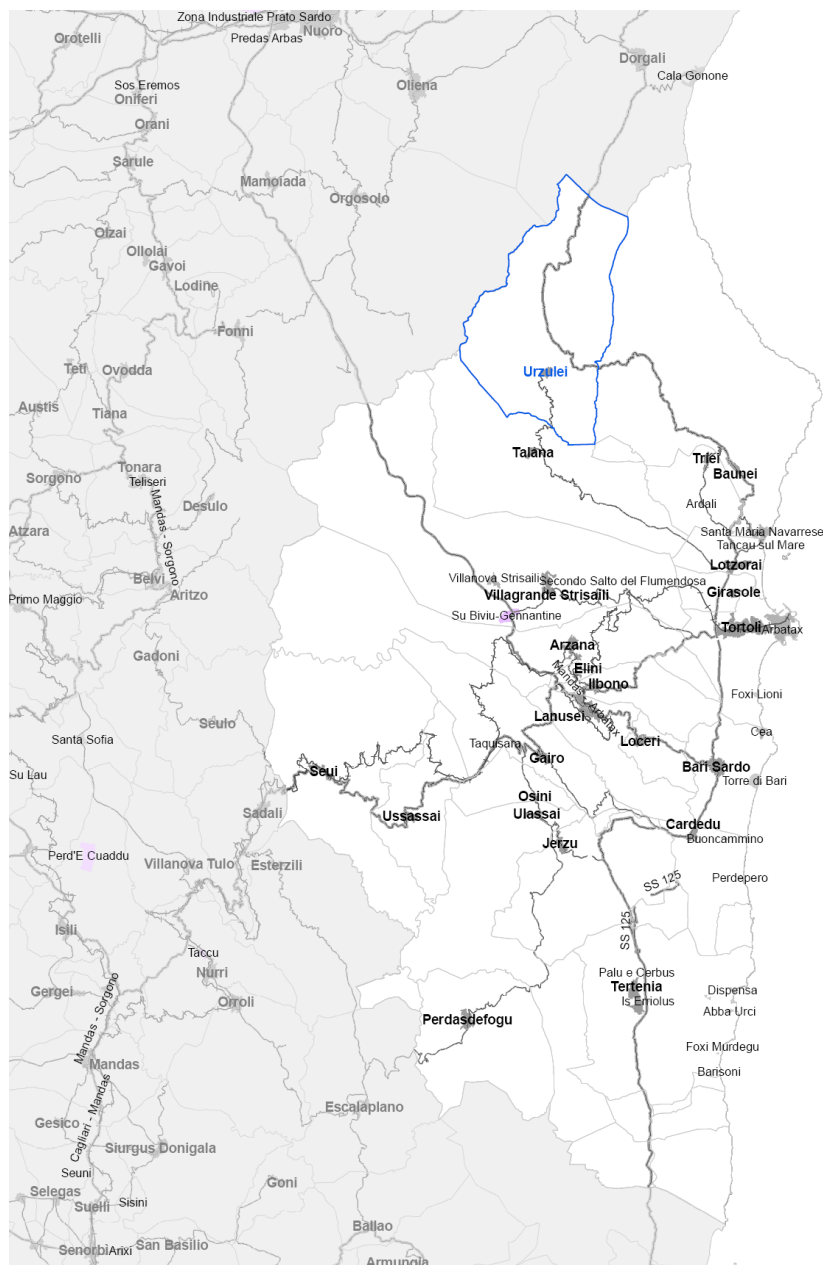 Zona Industriale Prato Sardo
Nuoro
Orotelli
Predas Arbas
Dorgali
Cala Gonone
Sos Eremos
Oniferi
Oliena
Orani
Sarule
Mamoiada
Orgosolo
Olzai
Ollolai
Gavoi
Lodine
Fonni
Teti
Ovodda
Urzulei
Austis
Tiana
Talana
Triei
Baunei
Tonara
Sorgono
Teliseri
Ardali
Desulo
Mandas - Sorgono
Atzara
Santa Maria Navarrese
Tancau sul Mare
Lotzorai
Belvì
Villanova Strisaili
Secondo Salto del Flumendosa
Aritzo
Villagrande Strisaili
Girasole
Primo Maggio
Su Biviu-Gennantine
Tortolì
Arbatax
Arzana
Gadoni
Elini
Ilbono
Mandas - Arbatax
Foxi Lioni
Lanusei
Seulo
Cea
Santa Sofia
Taquisara
Loceri
Gairo
Bari Sardo
Su Lau
Seui
Torre di Bari
Osini
Sadali
Ussassai
Ulassai
Cardedu
Buoncammino
Jerzu
Perd'E Cuaddu
Villanova Tulo
Esterzili
SS 125
Perdepero
Isili
SS 125
Taccu
Nurri
Palu e Cerbus
Gergei
Tertenia
Dispensa
Orroli
Is Erriolus
Abba Urci
Mandas - Sorgono
Perdasdefogu
Foxi Murdegu
Mandas
Barisoni
Escalaplano
Cagliari - Mandas
Gesico
Siurgus Donigala
Seuni
Goni
Selegas
Suelli
Sisini
Ballao
Senorbì
Arixi
San Basilio
Armungia